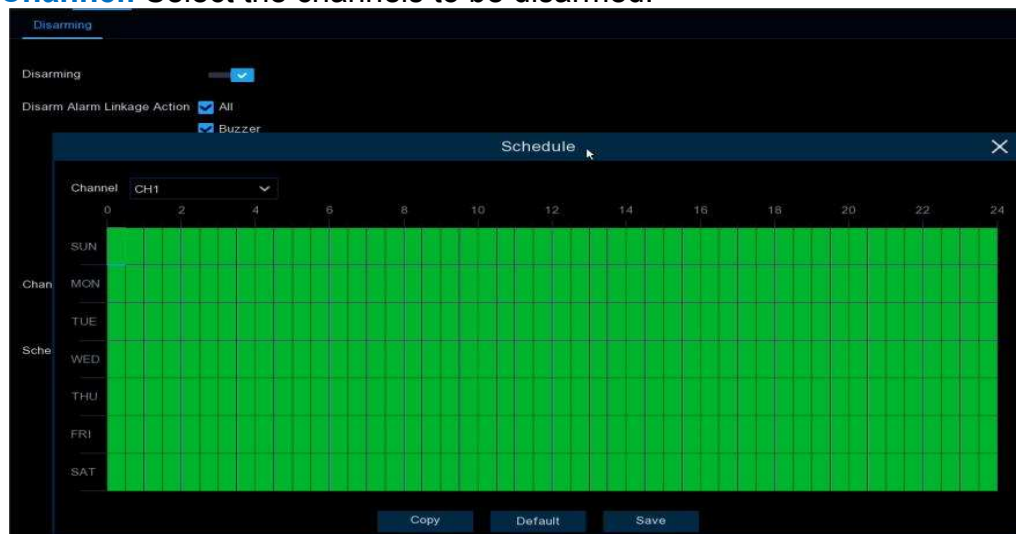 Channel: Select the channels to be disarmed.
Disarming
Disarming
Disarm Alarm Linkage Action All
Buzzer
Schedule
Channel CH1
0 2 4 6 8 10 12 14 16 18 20 22 24
SUN
Chan MON
TUE
Sche WED
THU
FRI
SAT
Copy Default Save